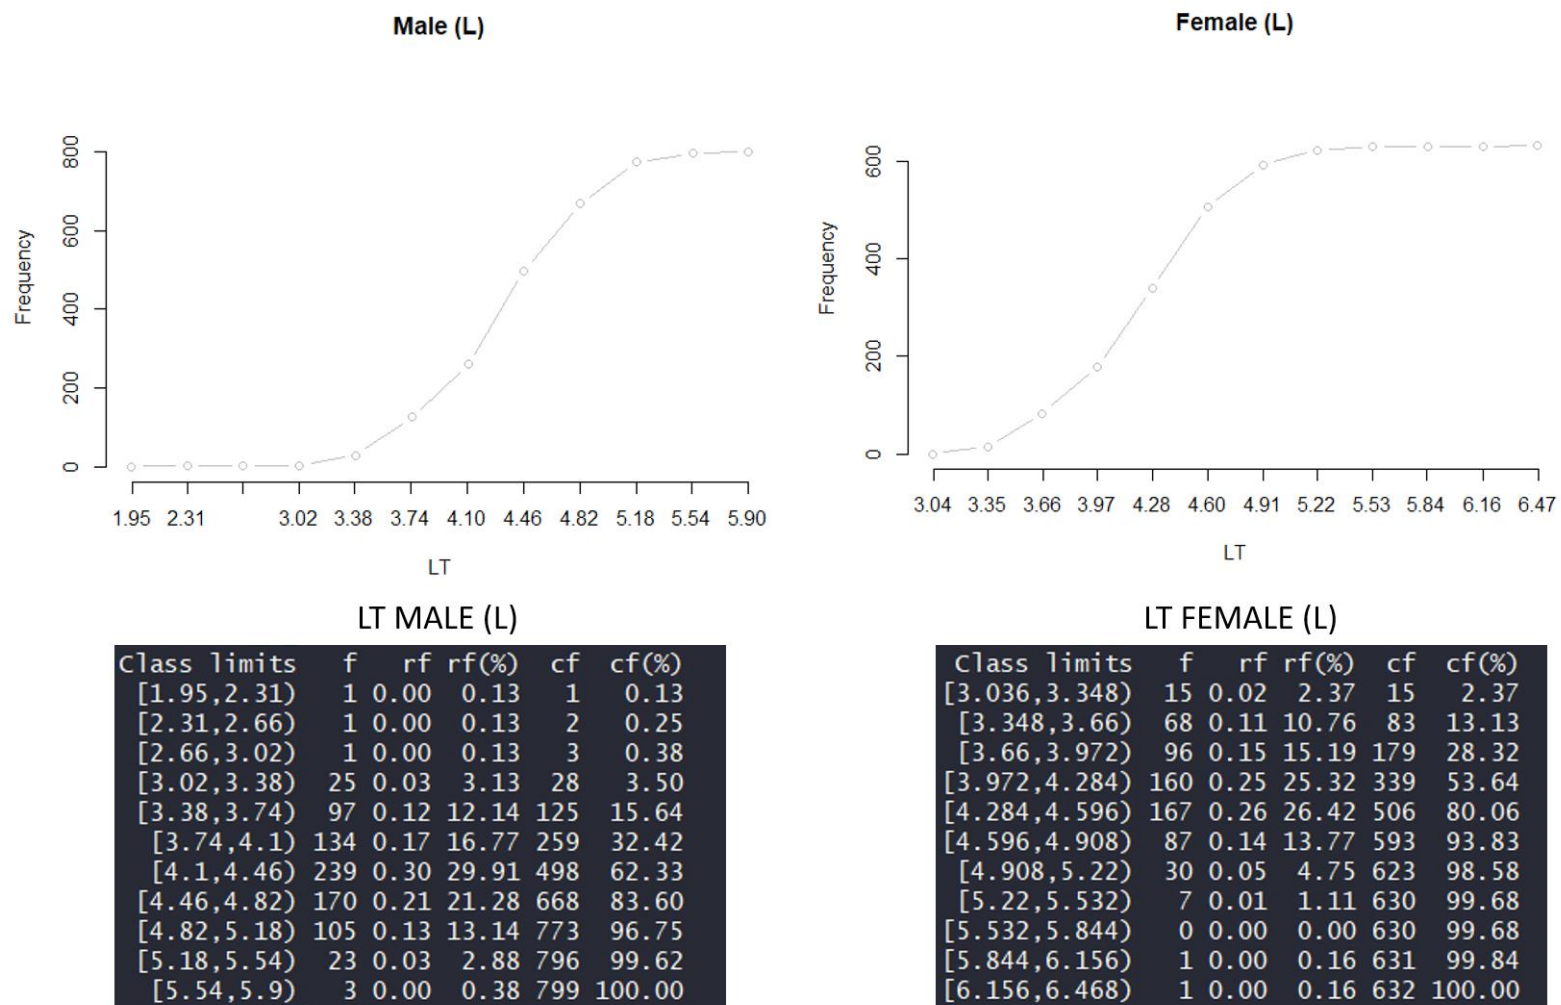 Male (L)
Frequency
800
600
400
200
0
1.95 2.31 3.02 3.38 3.74 4.10 4.46 4.82 5.18 5.54 5.90
LT
LT MALE (L)
Class limits f rf rf(%) cf cf(%)
[1.95,2.31) 1 0.00 0.13 1 0.13
[2.31,2.66) 1 0.00 0.13 2 0.25
[2.66,3.02) 1 0.00 0.13 3 0.38
[3.02,3.38) 25 0.03 3.13 28 3.50
[3.38,3.74) 97 0.12 12.14 125 15.64
[3.74,4.1) 134 0.17 16.77 259 32.42
[4.1,4.46) 239 0.30 29.91 498 62.33
[4.46,4.82) 170 0.21 21.28 668 83.60
[4.82,5.18) 105 0.13 13.14 773 96.75
[5.18,5.54) 23 0.03 2.88 796 99.62
[5.54,5.9) 3 0.00 0.38 799 100.00
Female (L)
Frequency
600
400
200
0
3.04 3.35 3.66 3.97 4.28 4.60 4.91 5.22 5.53 5.84 6.16 6.47
LT
LT FEMALE (L)
Class limits f rf rf(%) cf cf(%)
[3.036,3.348) 15 0.02 2.37 15 2.37
[3.348,3.66) 68 0.11 10.76 83 13.13
[3.66,3.972) 96 0.15 15.19 179 28.32
[3.972,4.284) 160 0.25 25.32 339 53.64
[4.284,4.596) 167 0.26 26.42 506 80.06
[4.596,4.908) 87 0.14 13.77 593 93.83
[4.908,5.22) 30 0.05 4.75 623 98.58
[5.22,5.532) 7 0.01 1.11 630 99.68
[5.532,5.844) 0 0.00 0.00 630 99.68
[5.844,6.156) 1 0.00 0.16 631 99.84
[6.156,6.468) 1 0.00 0.16 632 100.00